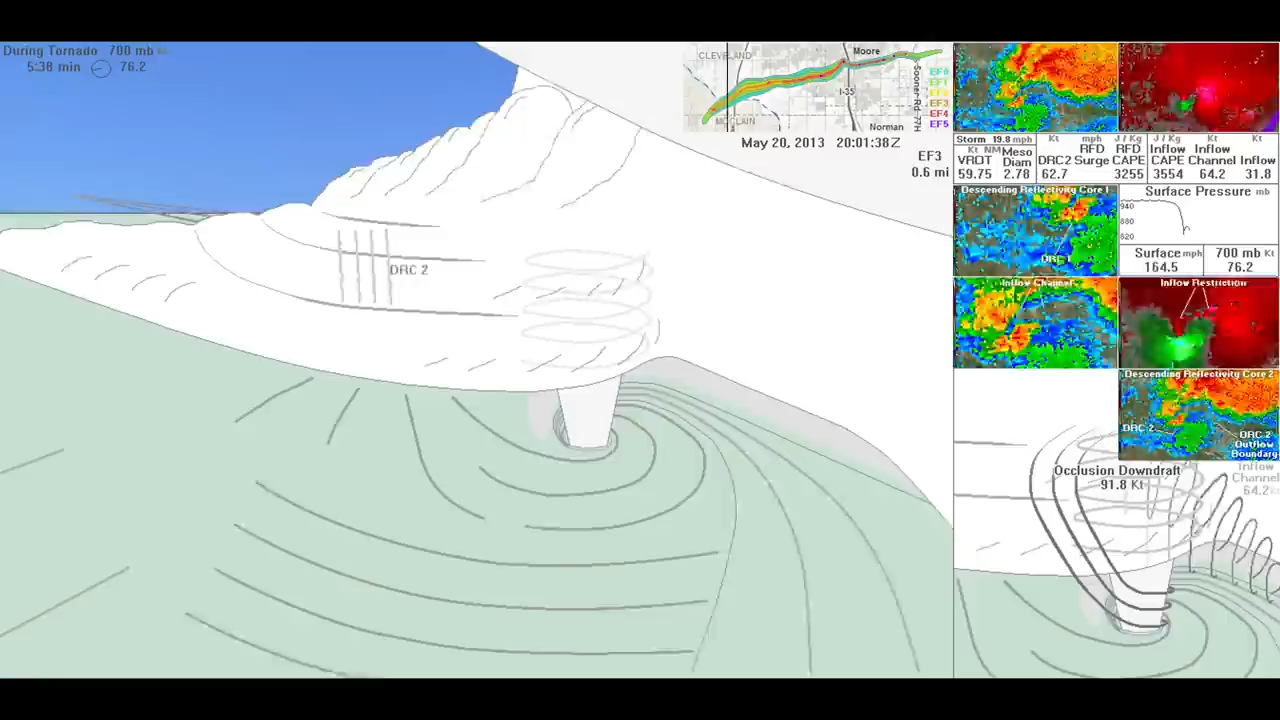 During Tornado 700 mb Kt
5:38 min 76.2
CLEVELAND
Moore
I-35
Sooner Rd
77H
MCCLAIN
Norman
EF0
EF1
EF2
EF3
EF4
EF5
May 20, 2013 20:01:38Z
EF3
0.6 mi
Storm 19.8 mph
Kt NM
VROT Meso Diam
59.75 2.78
Kt mph J / Kg
DRC2 RFD Surge RFD CAPE
62.7 3255
J / Kg Kt Kt
Inflow CAPE Inflow Channel Inflow
3554 64.2 31.8
Descending Reflectivity Core 1
DRC 1
Surface Pressure mb
940
880
820
Surface mph 700 mb Kt
164.5 76.2
Inflow Channel
Inflow Restriction
Descending Reflectivity Core 2
DRC 2
DRC 2
Outflow
Boundary
DRC 2
Occlusion Downdraft
91.8 Kt
Inflow
Channel
64.2 Kt